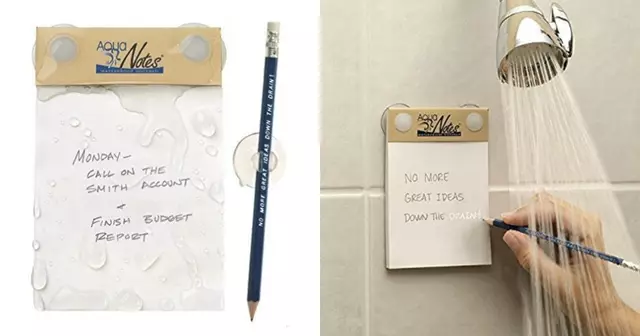 AQUA
Notes®
WATERPROOF NOTEPAD
MONDAY–
CALL ON THE
SMITH ACCOUNT
+
FINISH BUDGET
REPORT
NO MORE GREAT IDEAS DOWN THE DRAIN!
AQUA
Notes®
NO MORE
GREAT IDEAS
DOWN THE DRAIN!